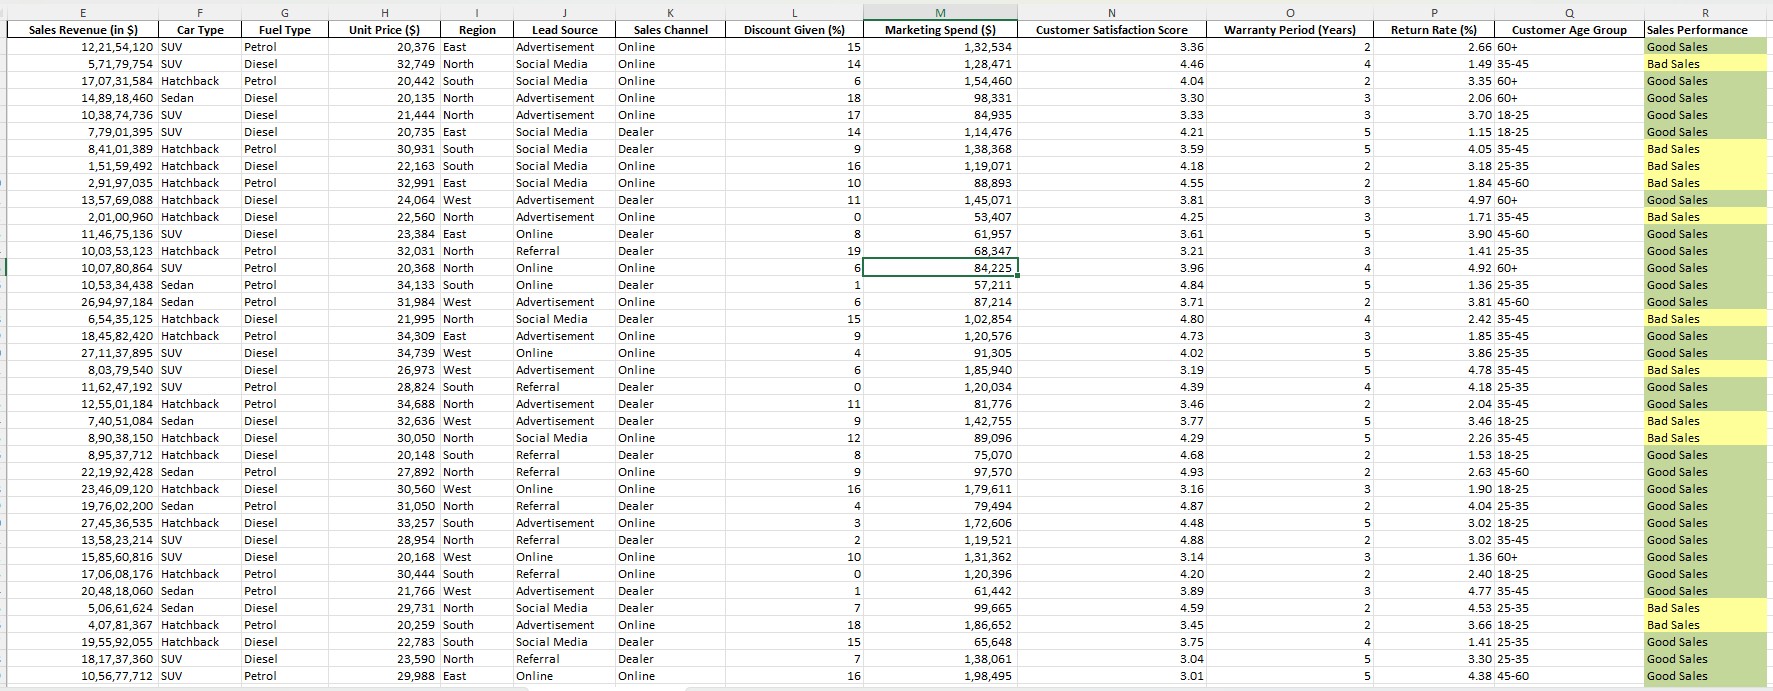 E F G H I J K L M N O P Q R
Sales Revenue (in $) Car Type Fuel Type Unit Price ($) Region Lead Source Sales Channel Discount Given (%) Marketing Spend ($) Customer Satisfaction Score Warranty Period (Years) Return Rate (%) Customer Age Group Sales Performance
12,21,54,120 SUV Petrol 20,376 East Advertisement Online 15 1,32,534 3.36 2 2.66 60+ Good Sales
5,71,79,754 SUV Diesel 32,749 North Social Media Online 14 1,28,471 4.46 4 1.49 35-45 Bad Sales
17,07,31,584 Hatchback Petrol 20,442 South Social Media Online 6 1,54,460 4.04 2 3.35 60+ Good Sales
14,89,18,460 Sedan Diesel 20,135 North Advertisement Online 18 98,331 3.30 3 2.06 60+ Good Sales
10,38,74,736 SUV Diesel 21,444 North Advertisement Online 17 84,935 3.33 3 3.70 18-25 Good Sales
7,79,01,395 SUV Diesel 20,735 East Social Media Dealer 14 1,14,476 4.21 5 1.15 18-25 Good Sales
8,41,01,389 Hatchback Petrol 30,931 South Social Media Dealer 9 1,38,368 3.59 5 4.05 35-45 Bad Sales
1,51,59,492 Hatchback Diesel 22,163 South Social Media Online 16 1,19,071 4.18 2 3.18 25-35 Bad Sales
2,91,97,035 Hatchback Petrol 32,991 East Social Media Online 10 88,893 4.55 2 1.84 45-60 Bad Sales
13,57,69,088 Hatchback Diesel 24,064 West Advertisement Dealer 11 1,45,071 3.81 3 4.97 60+ Good Sales
2,01,00,960 Hatchback Diesel 22,560 North Advertisement Online 0 53,407 4.25 3 1.71 35-45 Bad Sales
11,46,75,136 SUV Diesel 23,384 East Online Dealer 8 61,957 3.61 5 3.90 45-60 Good Sales
10,03,53,123 Hatchback Petrol 32,031 North Referral Dealer 19 68,347 3.21 3 1.41 25-35 Good Sales
10,07,80,864 SUV Petrol 20,368 North Online Online 6 84,225 3.96 4 4.92 60+ Good Sales
10,53,34,438 Sedan Petrol 34,133 South Online Dealer 1 57,211 4.84 5 1.36 25-35 Good Sales
26,94,97,184 Sedan Petrol 31,984 West Advertisement Online 6 87,214 3.71 2 3.81 45-60 Good Sales
6,54,35,125 Hatchback Diesel 21,995 North Social Media Dealer 15 1,02,854 4.80 4 2.42 35-45 Bad Sales
18,45,82,420 Hatchback Petrol 34,309 East Advertisement Online 9 1,20,576 4.73 3 1.85 35-45 Good Sales
27,11,37,895 SUV Diesel 34,739 West Online Online 4 91,305 4.02 5 3.86 25-35 Good Sales
8,03,79,540 SUV Diesel 26,973 West Advertisement Online 6 1,85,940 3.19 5 4.78 35-45 Bad Sales
11,62,47,192 SUV Petrol 28,824 South Referral Dealer 0 1,20,034 4.39 4 4.18 25-35 Good Sales
12,55,01,184 Hatchback Petrol 34,688 North Advertisement Dealer 11 81,776 3.46 2 2.04 35-45 Good Sales
7,40,51,084 Sedan Diesel 32,636 West Advertisement Dealer 9 1,42,755 3.77 5 3.46 18-25 Bad Sales
8,90,38,150 Hatchback Diesel 30,050 North Social Media Online 12 89,096 4.29 5 2.26 35-45 Bad Sales
8,95,37,712 Hatchback Diesel 20,148 South Referral Dealer 8 75,070 4.68 2 1.53 18-25 Good Sales
22,19,92,428 Sedan Petrol 27,892 North Referral Online 9 97,570 4.93 2 2.63 45-60 Good Sales
23,46,09,120 Hatchback Diesel 30,560 West Online Online 16 1,79,611 3.16 3 1.90 18-25 Good Sales
19,76,02,200 Sedan Petrol 31,050 North Referral Dealer 4 79,494 4.87 2 4.04 25-35 Good Sales
27,45,36,535 Hatchback Diesel 33,257 South Advertisement Online 3 1,72,606 4.48 5 3.02 18-25 Good Sales
13,58,23,214 SUV Diesel 28,954 North Referral Dealer 2 1,19,521 4.88 2 3.02 35-45 Good Sales
15,85,60,816 SUV Diesel 20,168 West Online Online 10 1,31,362 3.14 3 1.36 60+ Good Sales
17,06,08,176 Hatchback Petrol 30,444 South Referral Online 0 1,20,396 4.20 2 2.40 18-25 Good Sales
20,48,18,060 Sedan Petrol 21,766 West Advertisement Dealer 1 61,442 3.89 3 4.77 35-45 Good Sales
5,06,61,624 Sedan Diesel 29,731 North Social Media Dealer 7 99,665 4.59 2 4.53 25-35 Bad Sales
4,07,81,367 Hatchback Petrol 20,259 South Advertisement Online 18 1,86,652 3.45 2 3.66 18-25 Bad Sales
19,55,92,055 Hatchback Diesel 22,783 South Social Media Dealer 15 65,648 3.75 4 1.41 25-35 Good Sales
18,17,37,360 SUV Diesel 23,590 North Referral Dealer 7 1,38,061 3.04 5 3.30 25-35 Good Sales
10,56,77,712 SUV Petrol 29,988 East Online Online 16 1,98,495 3.01 5 4.38 45-60 Good Sales